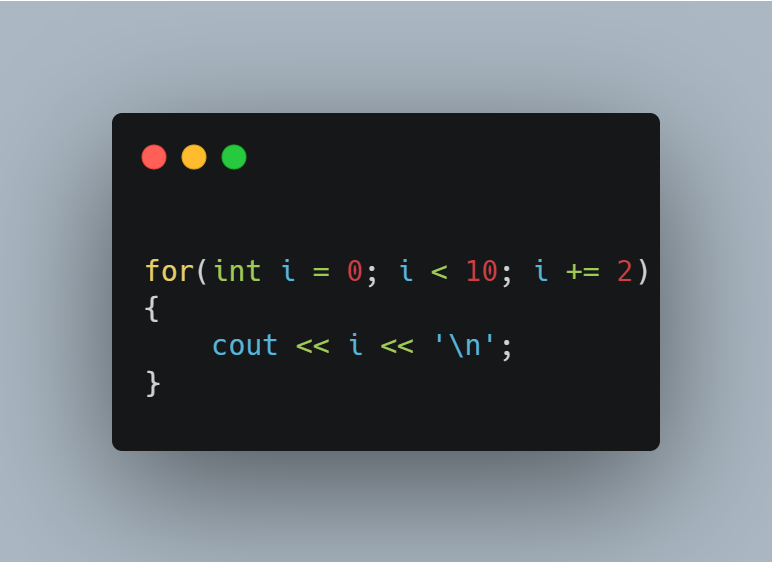 for(int i = 0; i < 10; i += 2)
{
    cout << i << '\n';
}